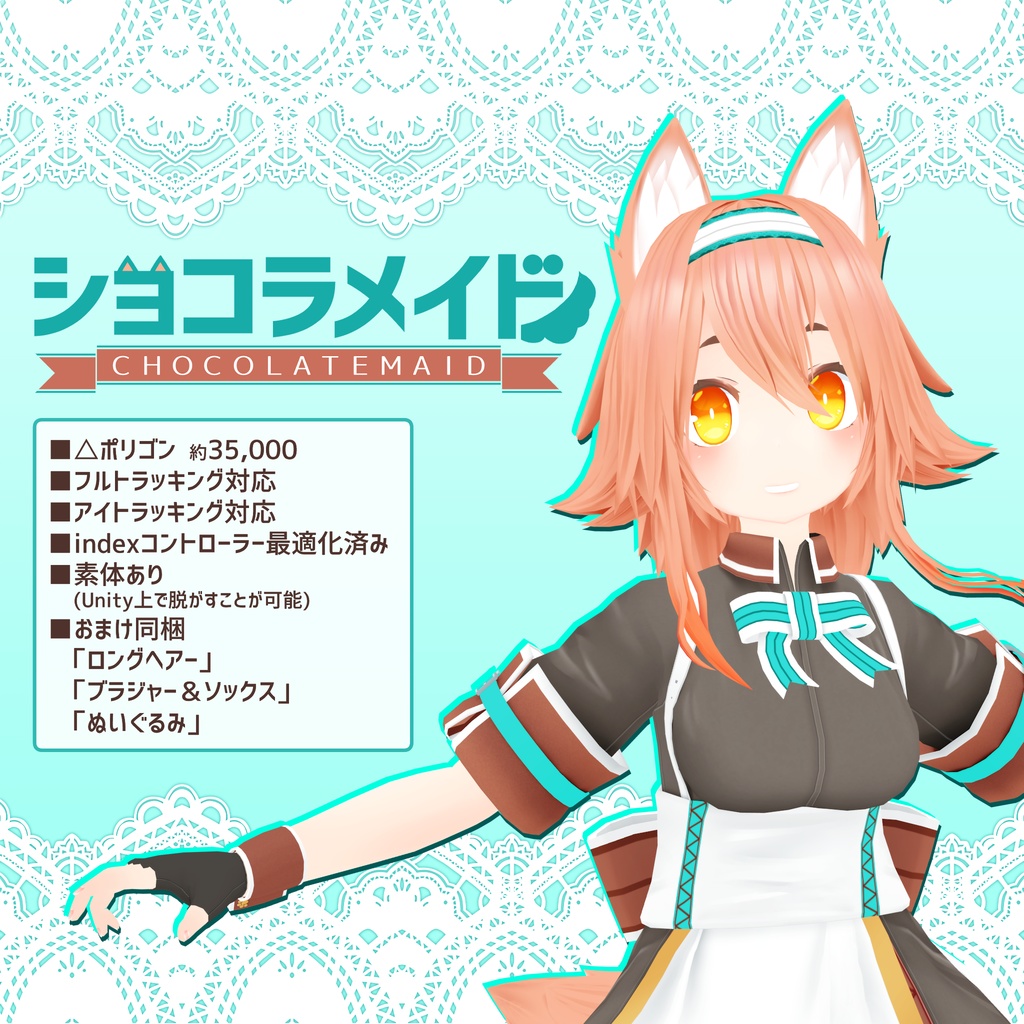 ショコラメイド
CHOCOLATEMAID
■△ポリゴン 約35,000
■フルトラッキング対応
■アイトラッキング対応
■indexコントローラー最適化済み
■素体あり
(Unity上で脱がすことが可能)
■おまけ同梱
「ロングヘアー」
「ブラジャー＆ソックス」
「ぬいぐるみ」